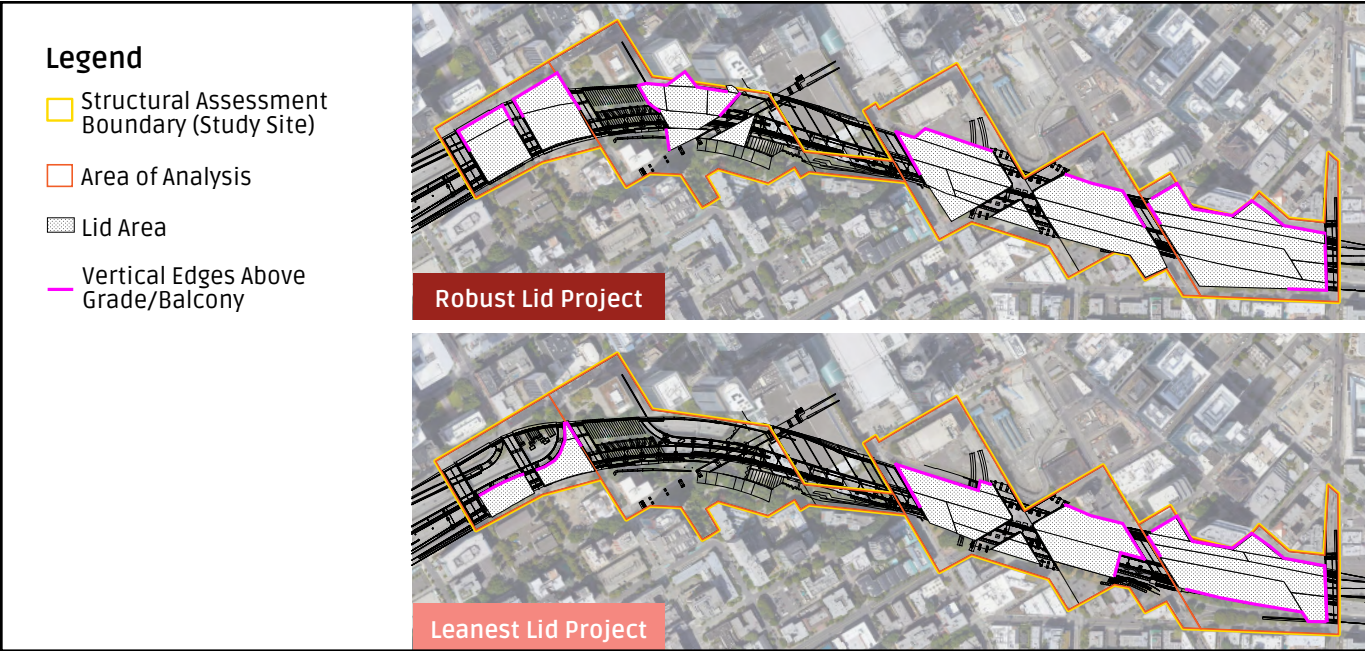 Legend
Structural Assessment
Boundary (Study Site)
Area of Analysis
Lid Area
Vertical Edges Above
Grade/Balcony
Robust Lid Project
Leanest Lid Project